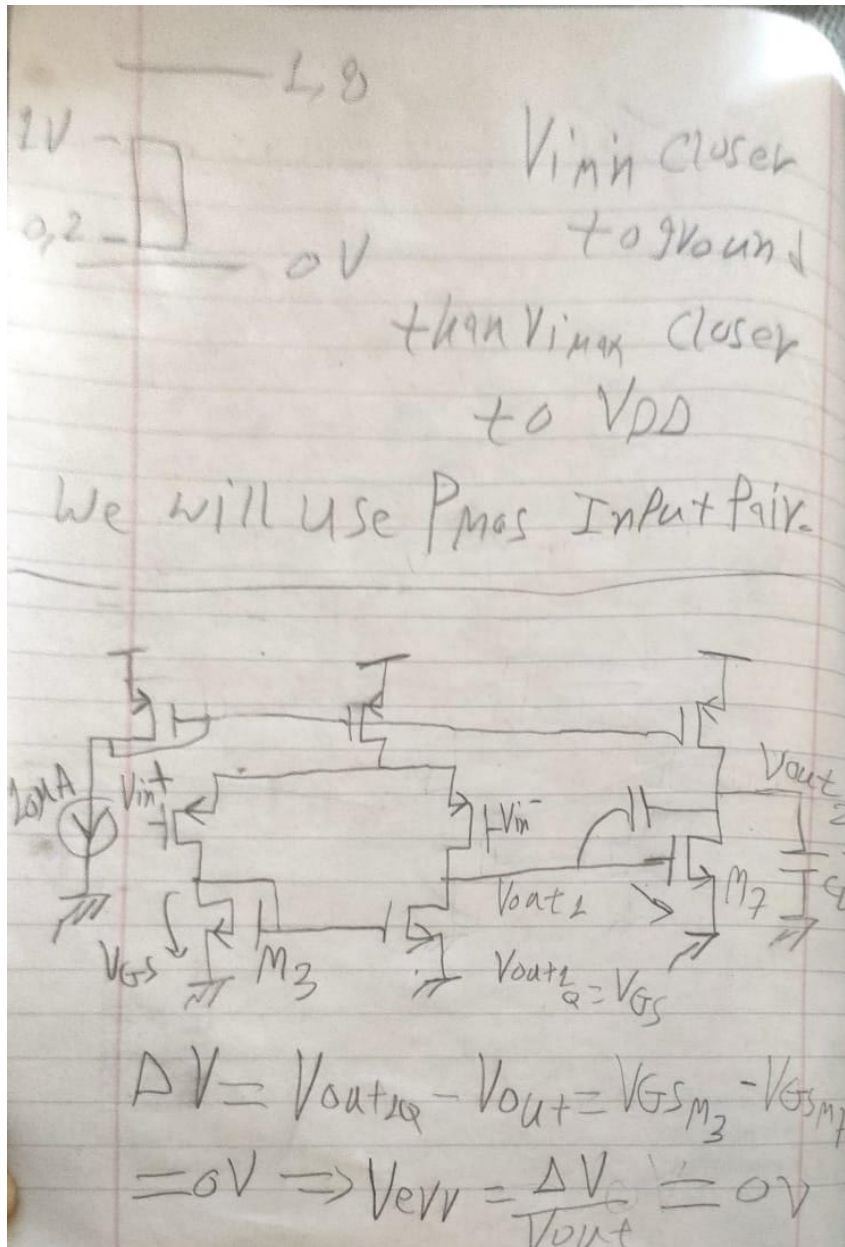 1,8
1V
0,2
0V
Vimin Closer
to ground
than Vimax Closer
to VDD
We will use Pmos Input Pair.
Vout
Vin+
Vin-
Vout1
M7
VGS
M3
Vout1Q = VGS
ΔV = Vout1Q - Vout = VGSM3 - VGSM7
= 0V => Verr = ΔV/Vout = 0V